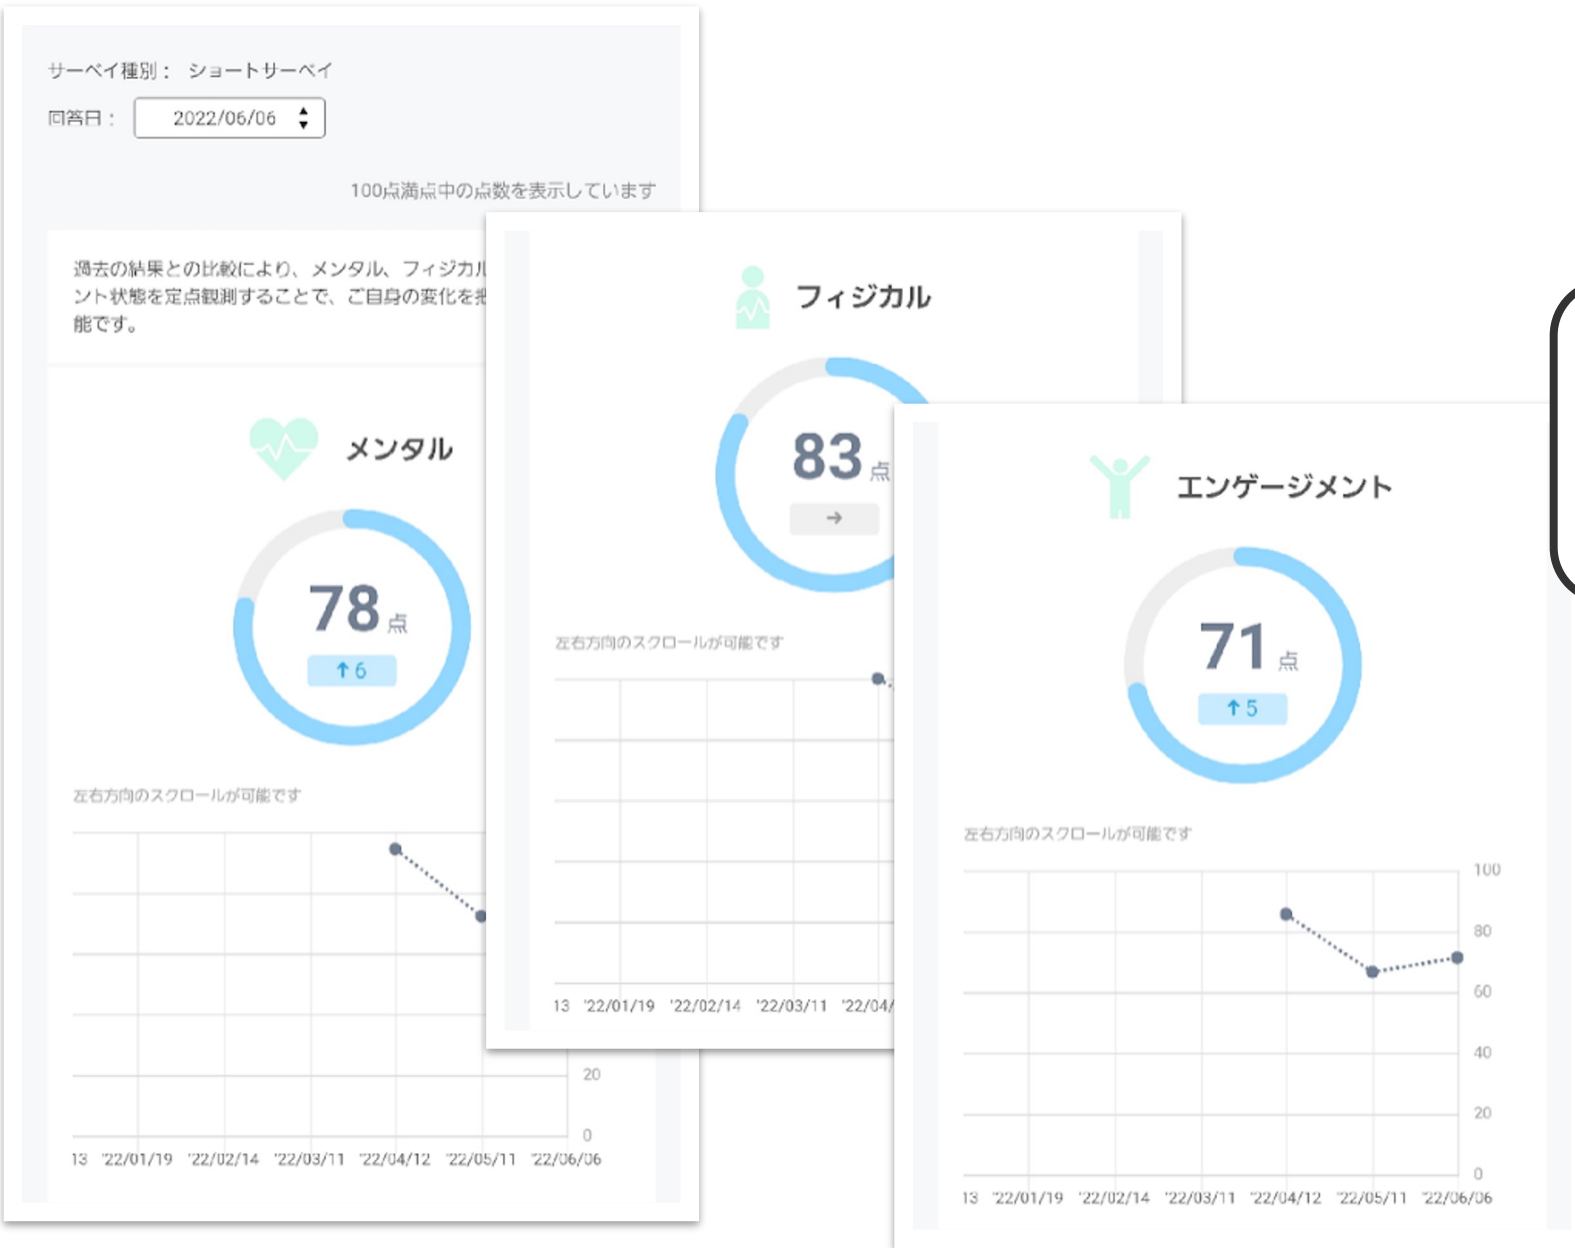 サーベイ種別： ショートサーベイ
回答日： 2022/06/06
100点満点中の点数を表示しています
過去の結果との比較により、メンタル、フィジカル
ント状態を定点観測することで、ご自身の変化を把
能です。
メンタル
78点
↑6
左右方向のスクロールが可能です
20
0
13 '22/01/19 '22/02/14 '22/03/11 '22/04/12 '22/05/11 '22/06/06
フィジカル
83点
→
左右方向のスクロールが可能です
13 '22/01/19 '22/02/14 '22/03/11 '22/04/
エンゲージメント
71点
↑5
左右方向のスクロールが可能です
100
80
60
40
20
0
13 '22/01/19 '22/02/14 '22/03/11 '22/04/12 '22/05/11 '22/06/06